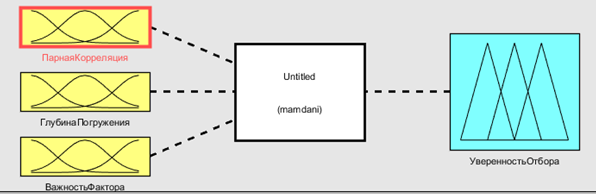 ПарнаяКорреляция
ГлубинаПогружения
ВажностьФактора
Untitled
(mamdani)
УверенностьОтбора